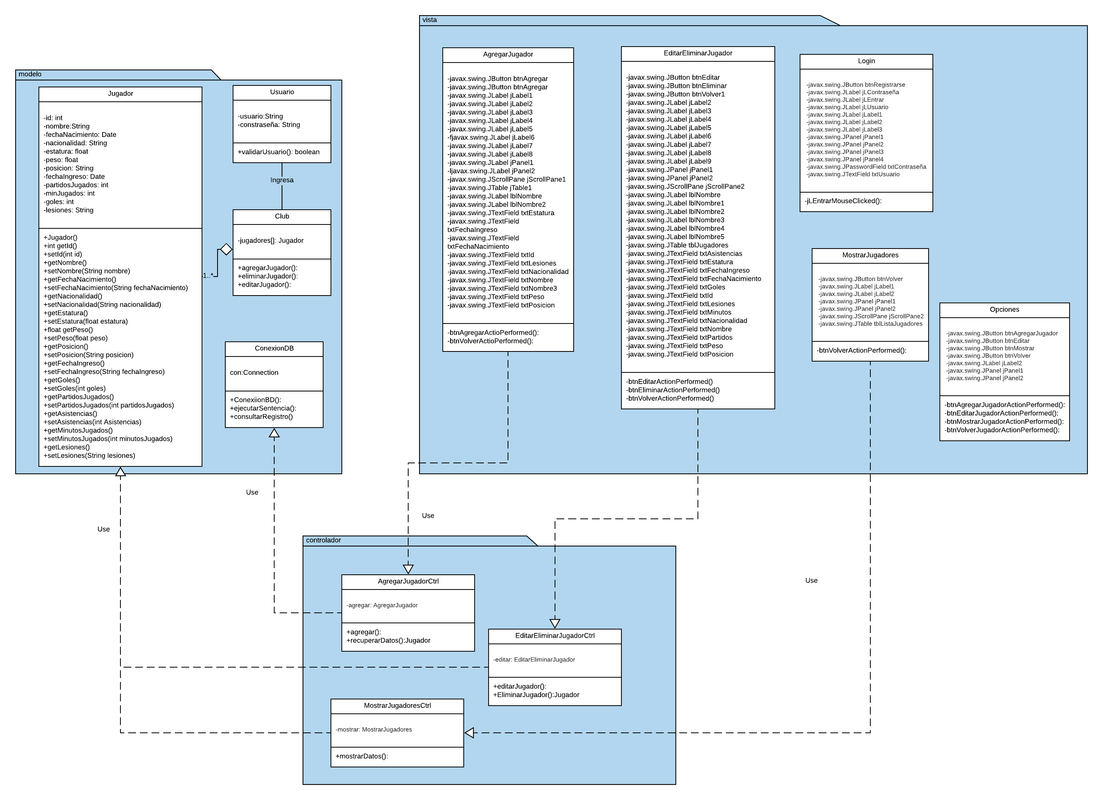 modelo
Jugador
-id: int
-nombre:String
-fechaNacimiento: Date
-nacionalidad: String
-estatura: float
-peso: float
-posicion: String
-fechaIngreso: Date
-partidosJugados: int
-minJugados: int
-goles: int
-lesiones: String
+Jugador()
+int getId()
+setId(int id)
+getNombre()
+setNombre(String nombre)
+getFechaNacimiento()
+setFechaNacimiento(String fechaNacimiento)
+getNacionalidad()
+setNacionalidad(String nacionalidad)
+getEstatura()
+setEstatura(float estatura)
+float getPeso()
+setPeso(float peso)
+getPosicion()
+setPosicion(String posicion)
+getFechaIngreso()
+setFechaIngreso(String fechaIngreso)
+getGoles()
+setGoles(int goles)
+getPartidosJugados()
+setPartidosJugados(int partidosJugados)
+getAsistencias()
+setAsistencias(int Asistencias)
+getMinutosJugados()
+setMinutosJugados(int minutosJugados)
+getLesiones()
+setLesiones(String lesiones)
Usuario
-usuario:String
-constraseña: String
+validarUsuario(): boolean
Ingresa
Club
-jugadores[]: Jugador
+agregarJugador():
+eliminarJugador():
+editarJugador():
1..*
ConexionDB
con:Connection
+ConexiionBD():
+ejecutarSentencia():
+consultarRegistro()
vista
AgregarJugador
-javax.swing.JButton btnAgregar
-javax.swing.JButton btnAgregar
-javax.swing.JLabel jLabel1
-javax.swing.JLabel jLabel2
-javax.swing.JLabel jLabel3
-javax.swing.JLabel jLabel4
-javax.swing.JLabel jLabel5
-fjavax.swing.JLabel jLabel6
-javax.swing.JLabel jLabel7
-javax.swing.JLabel jLabel8
-javax.swing.JLabel jPanel1
-ljavax.swing.JLabel jPanel2
-javax.swing.JScrollPane jScrollPane1
-javax.swing.JTable jTable1
-javax.swing.JLabel lblNombre
-javax.swing.JLabel lblNombre2
-javax.swing.JTextField txtEstatura
-javax.swing.JTextField
txtFechaIngreso
-javax.swing.JTextField
txtFechaNacimiento
-javax.swing.JTextField txtId
-javax.swing.JTextField txtLesiones
-javax.swing.JTextField txtNacionalidad
-javax.swing.JTextField txtNombre
-javax.swing.JTextField txtNombre3
-javax.swing.JTextField txtPeso
-javax.swing.JTextField txtPosicion
-btnAgregarActioPerformed():
-btnVolverActioPerformed():
EditarEliminarJugador
-javax.swing.JButton btnEditar
-javax.swing.JButton btnEliminar
-javax.swing.JButton btnVolver1
-javax.swing.JLabel jLabel2
-javax.swing.JLabel jLabel3
-javax.swing.JLabel jLabel4
-javax.swing.JLabel jLabel5
-javax.swing.JLabel jLabel6
-javax.swing.JLabel jLabel7
-javax.swing.JLabel jLabel8
-javax.swing.JLabel jLabel9
-javax.swing.JPanel jPanel1
-javax.swing.JPanel jPanel2
-javax.swing.JScrollPane jScrollPane2
-javax.swing.JLabel lblNombre
-javax.swing.JLabel lblNombre1
-javax.swing.JLabel lblNombre2
-javax.swing.JLabel lblNombre3
-javax.swing.JLabel lblNombre4
-javax.swing.JLabel lblNombre5
-javax.swing.JTable tblJugadores
-javax.swing.JTextField txtAsistencias
-javax.swing.JTextField txtEstatura
-javax.swing.JTextField txtFechaIngreso
-javax.swing.JTextField txtFechaNacimiento
-javax.swing.JTextField txtGoles
-javax.swing.JTextField txtId
-javax.swing.JTextField txtLesiones
-javax.swing.JTextField txtMinutos
-javax.swing.JTextField txtNacionalidad
-javax.swing.JTextField txtNombre
-javax.swing.JTextField txtPartidos
-javax.swing.JTextField txtPeso
-javax.swing.JTextField txtPosicion
-btnEditarActionPerformed()
-btnEliminarActionPerformed()
-btnVolverActionPerformed()
Login
-javax.swing.JButton btnRegistrarse
-javax.swing.JLabel jLContraseña
-javax.swing.JLabel jLEntrar
-javax.swing.JLabel jLUsuario
-javax.swing.JLabel jLabel1
-javax.swing.JLabel jLabel2
-javax.swing.JLabel jLabel3
-javax.swing.JPanel jPanel1
-javax.swing.JPanel jPanel2
-javax.swing.JPanel jPanel3
-javax.swing.JPanel jPanel4
-javax.swing.JPasswordField txtContraseña
-javax.swing.JTextField txtUsuario
-jLEntrarMouseClicked():
MostrarJugadores
-javax.swing.JButton btnVolver
-javax.swing.JLabel jLabel1
-javax.swing.JLabel jLabel2
-javax.swing.JPanel jPanel1
-javax.swing.JPanel jPanel2
-javax.swing.JScrollPane jScrollPane2
-javax.swing.JTable tblListaJugadores
-btnVolverActionPerformed():
Opciones
-javax.swing.JButton btnAgregarJugador
-javax.swing.JButton btnEditar
-javax.swing.JButton btnMostrar
-javax.swing.JButton btnVolver
-javax.swing.JLabel jLabel2
-javax.swing.JPanel jPanel1
-javax.swing.JPanel jPanel2
-btnAgregarJugadorActionPerformed():
-btnEditarJugadorActionPerformed():
-btnMostrarJugadorActionPerformed():
-btnVolverJugadorActionPerformed():
Use
Use
Use
Use
controlador
AgregarJugadorCtrl
-agregar: AgregarJugador
+agregar():
+recuperarDatos():Jugador
EditarEliminarJugadorCtrl
-editar: EditarEliminarJugador
+editarJugador():
+EliminarJugador():Jugador
MostrarJugadoresCtrl
-mostrar: MostrarJugadores
+mostrarDatos():